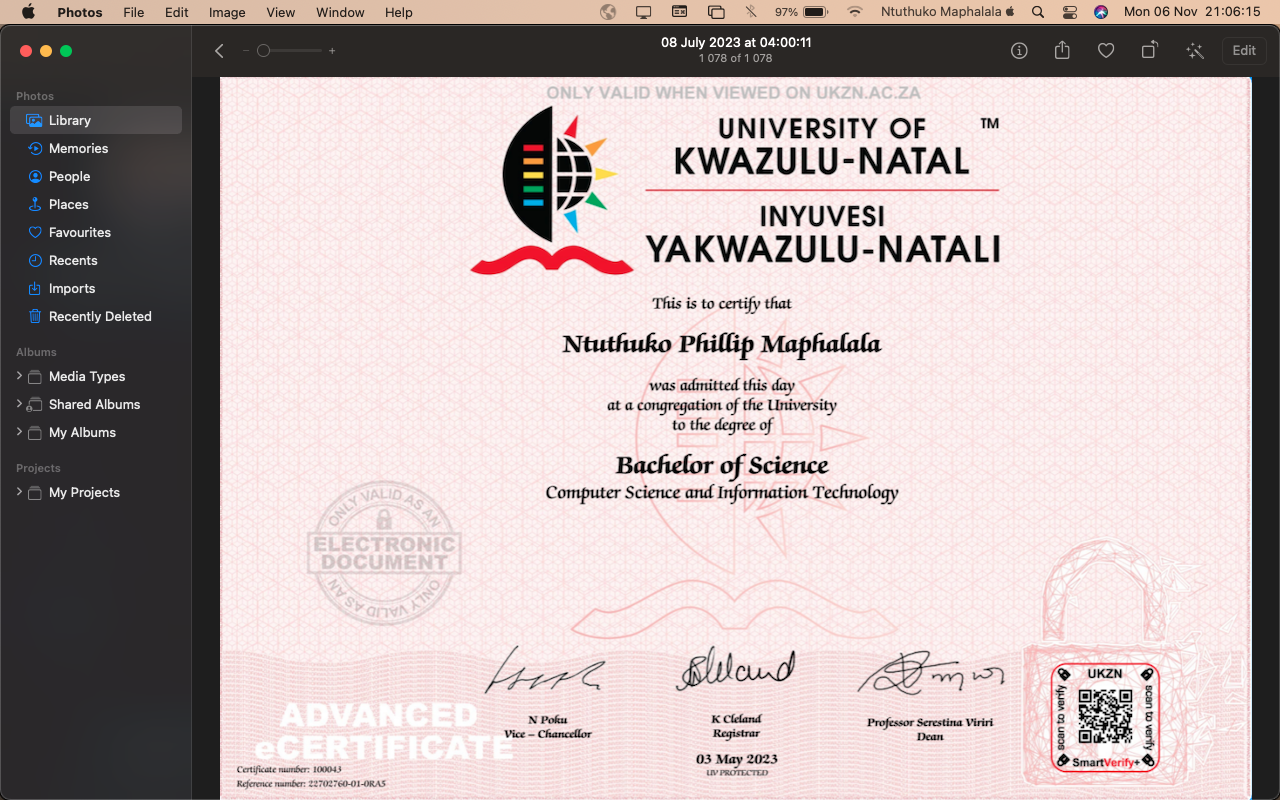 Photos File Edit Image View Window Help 97% Ntuthuko Maphalala Mon 06 Nov 21:06:15
08 July 2023 at 04:00:11
1 078 of 1 078
Edit
Photos
Library
Memories
People
Places
Favourites
Recents
Imports
Recently Deleted
Albums
Media Types
Shared Albums
My Albums
Projects
My Projects
ONLY VALID WHEN VIEWED ON UKZN.AC.ZA
UNIVERSITY OF TM
KWAZULU-NATAL
INYUVESI
YAKWAZULU-NATALI
This is to certify that
Ntuthuko Phillip Maphalala
was admitted this day
at a congregation of the University
to the degree of
Bachelor of Science
Computer Science and Information Technology
ONLY VALID AS AN
ELECTRONIC
DOCUMENT
ONLY VALID AS AN
N Poku
Vice – Chancellor
K Cleland
Registrar
Professor Serestina Viriri
Dean
03 May 2023
UV PROTECTED
ADVANCED
eCERTIFICATE
Certificate number: 100043
Reference number: 22702760-01-0RA5
UKZN
scan to verify
scan to verify
SmartVerify+